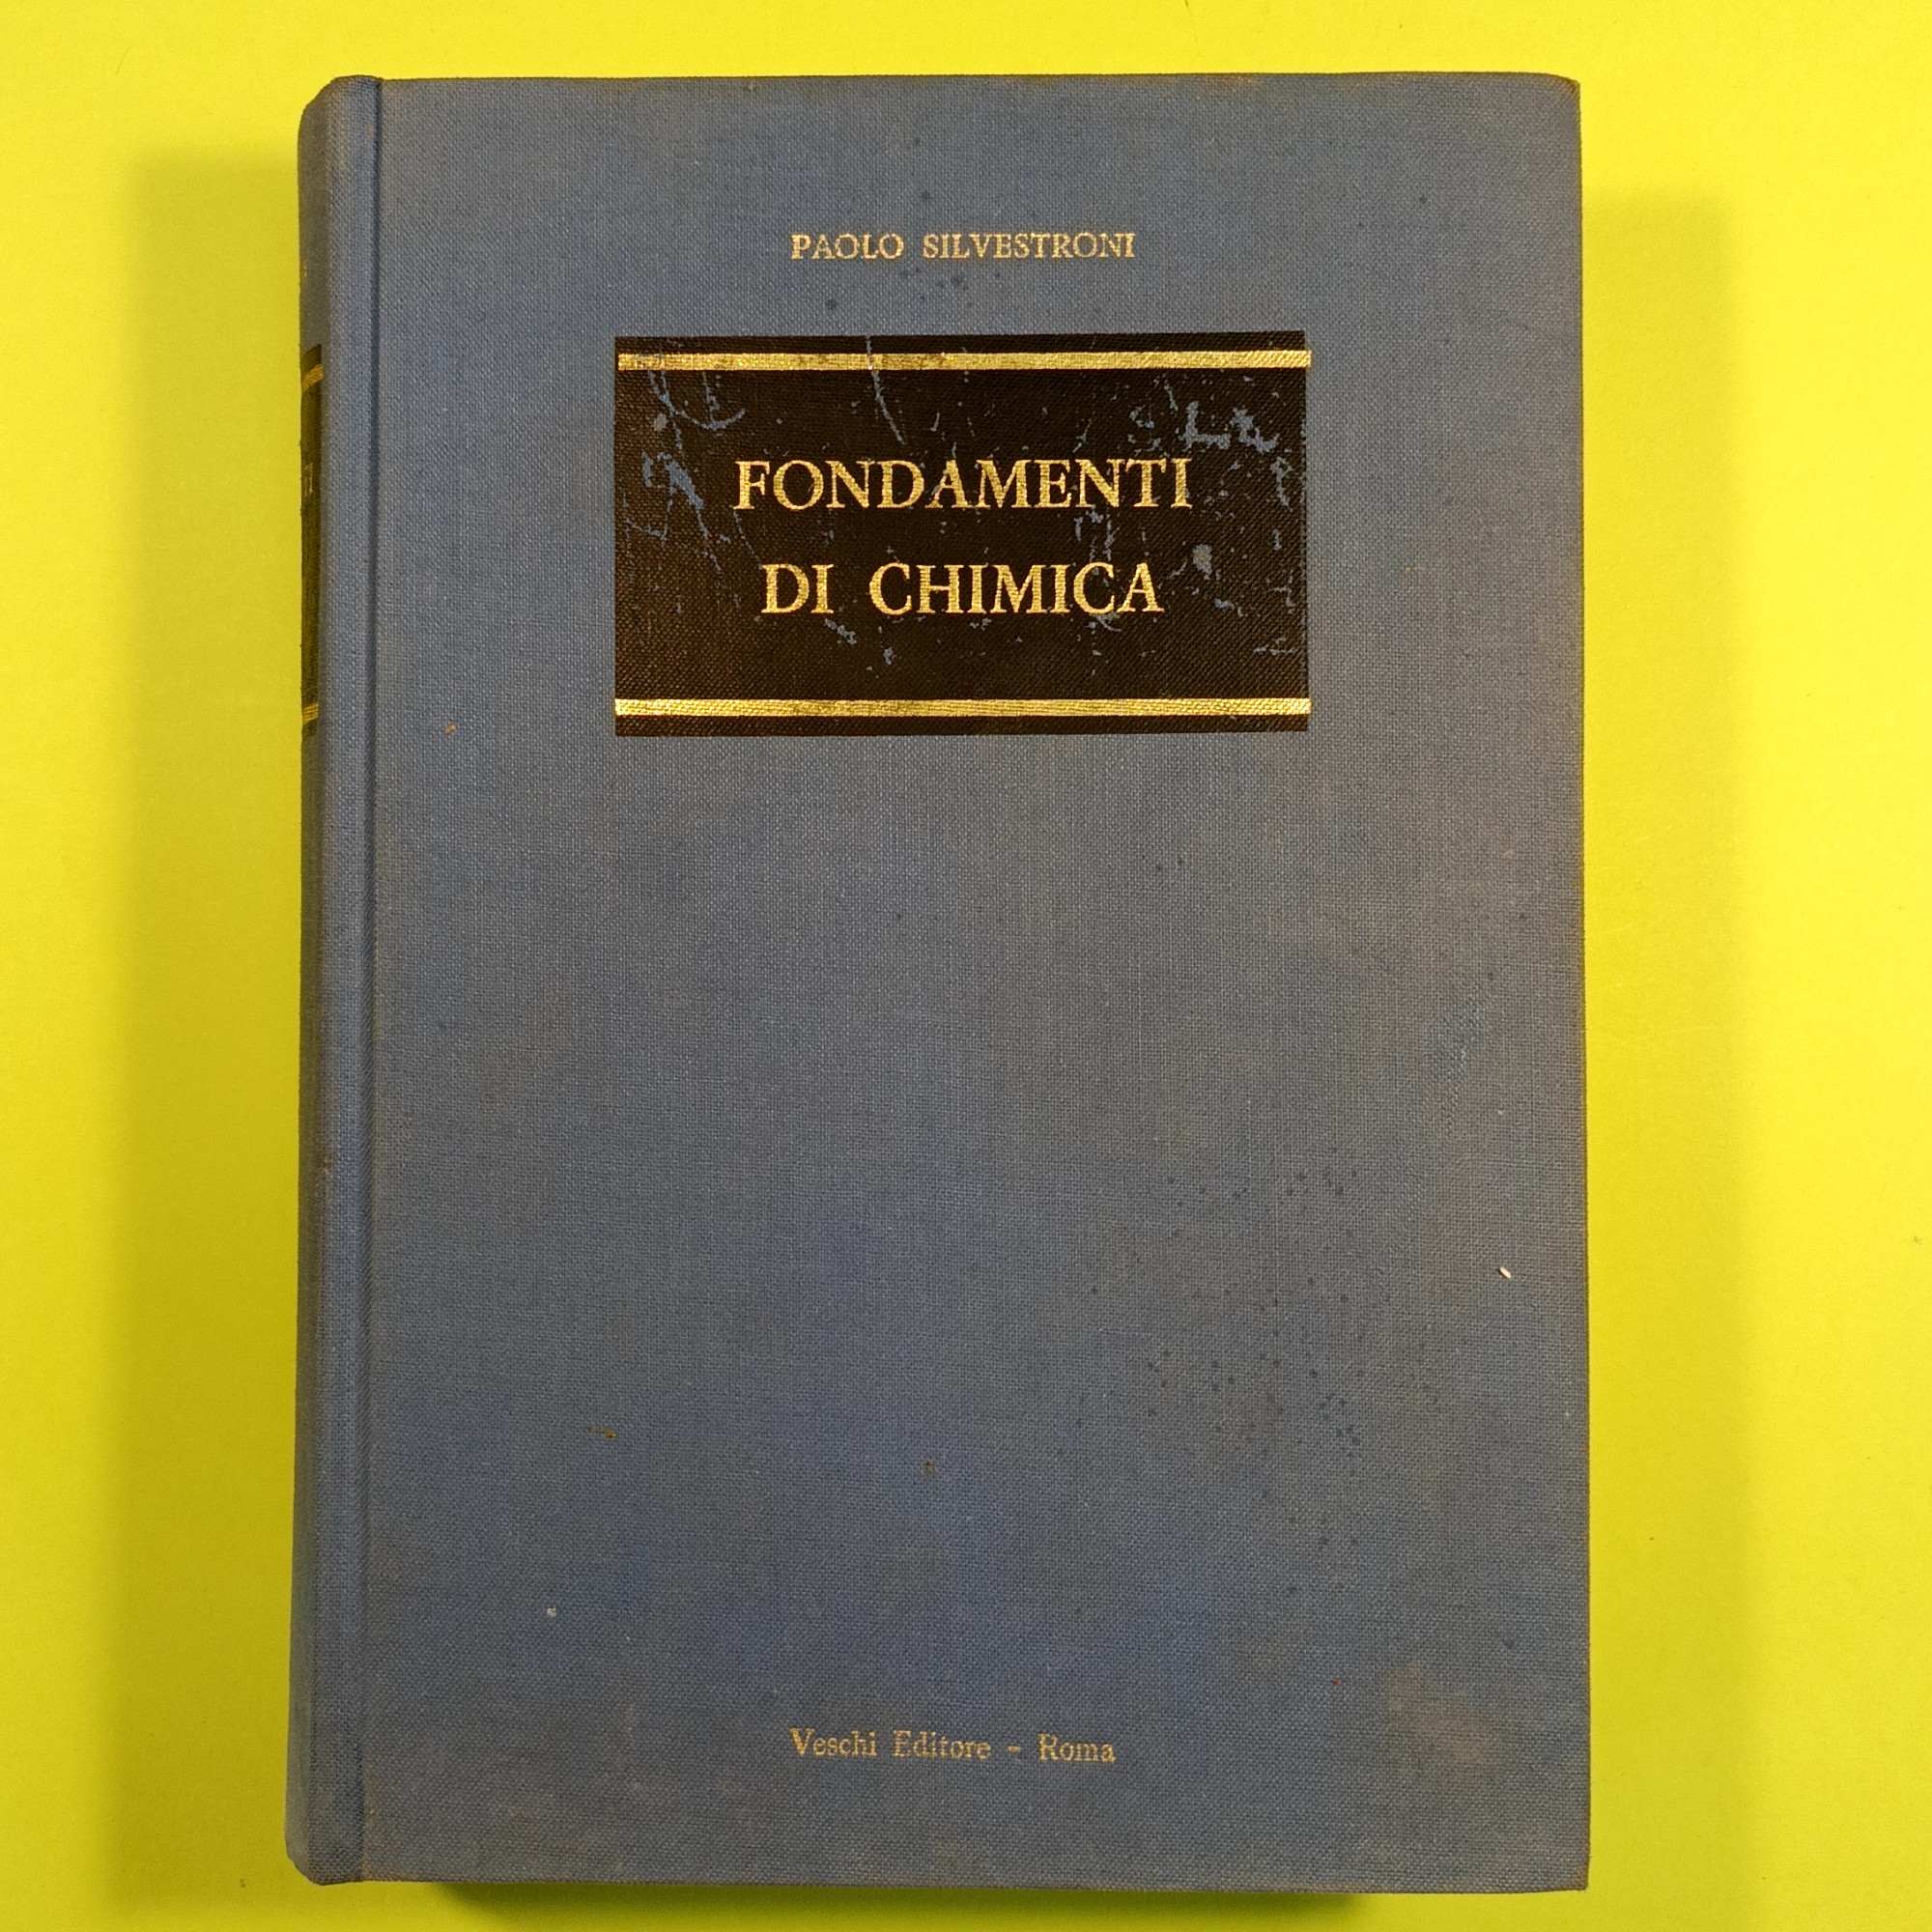 PAOLO SILVESTRONI
FONDAMENTI
DI CHIMICA
Veschi Editore - Roma